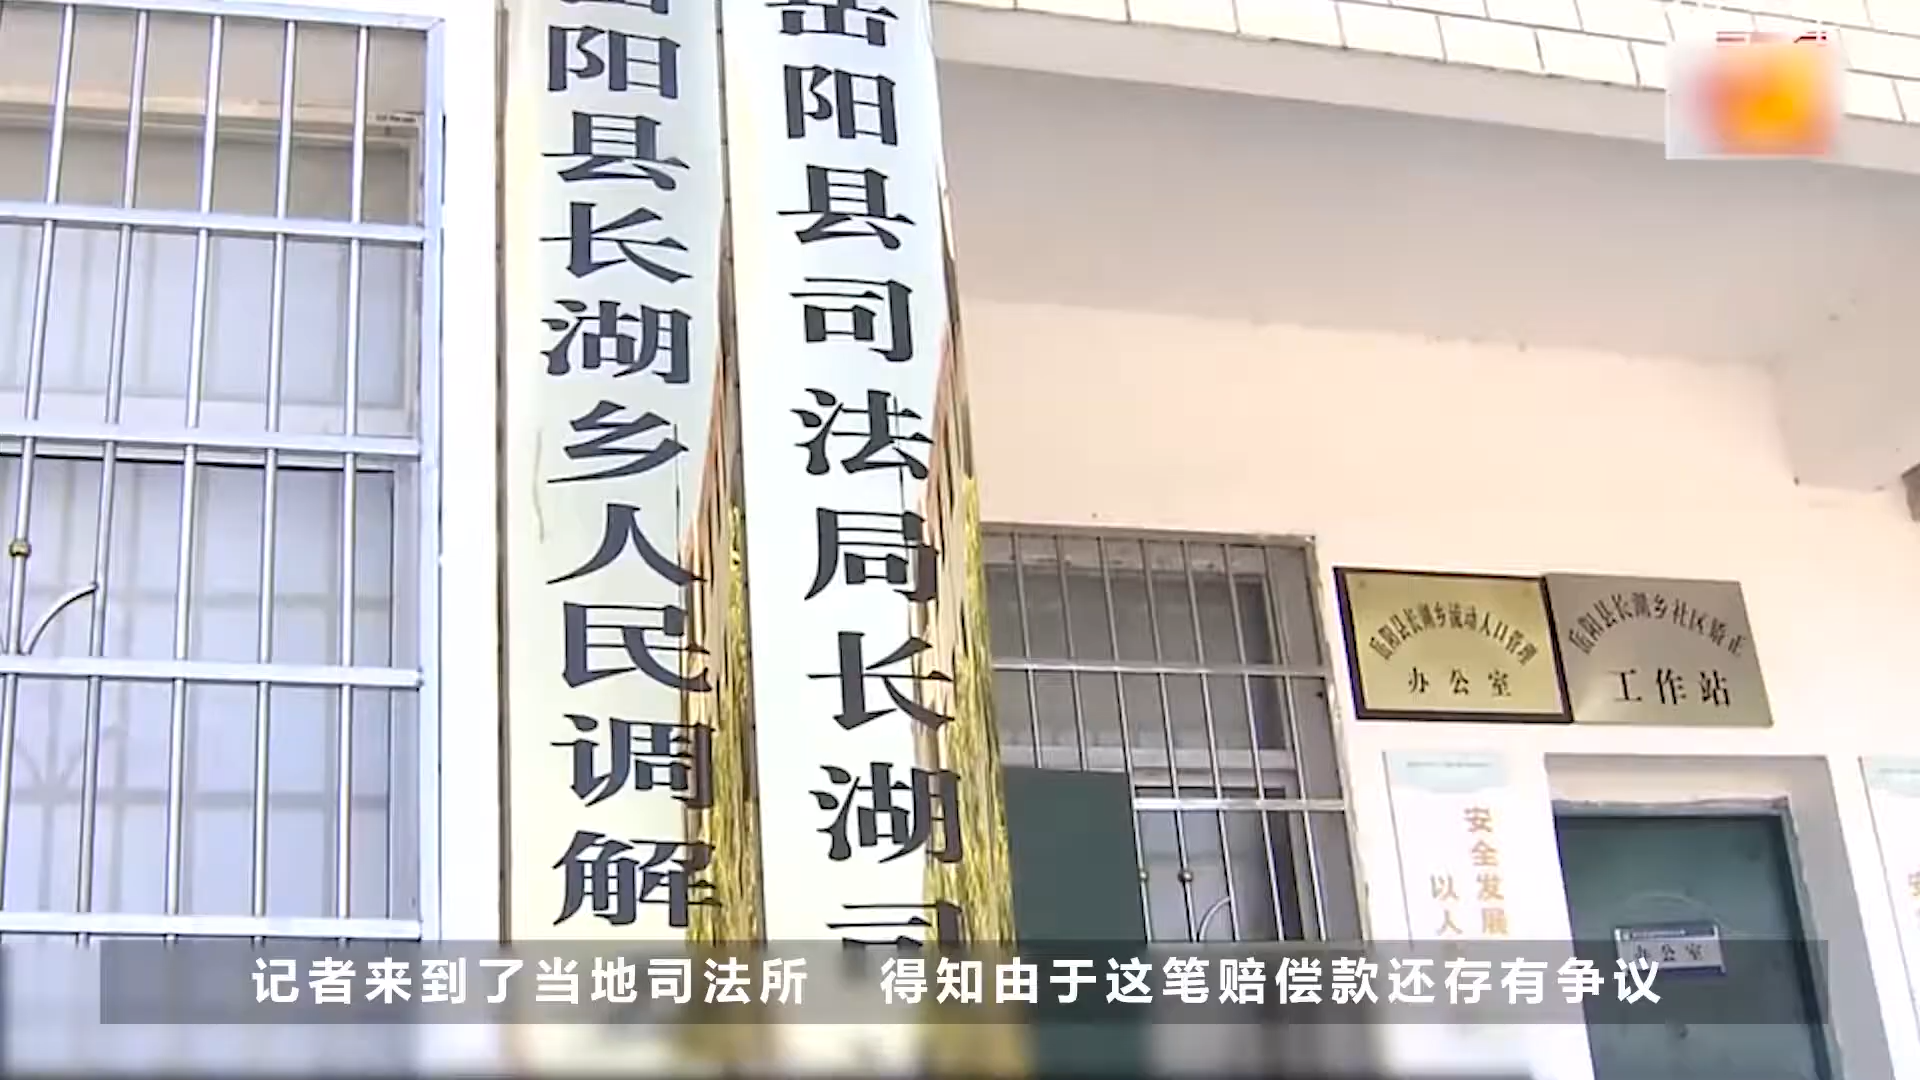 岳阳县长湖乡人民调解
岳阳县司法局长湖司
岳阳县长湖乡流动人口管理
办公室
岳阳县长湖乡社区矫正
工作站
安全发展
以人
办公室
记者来到了当地司法所 得知由于这笔赔偿款还存有争议